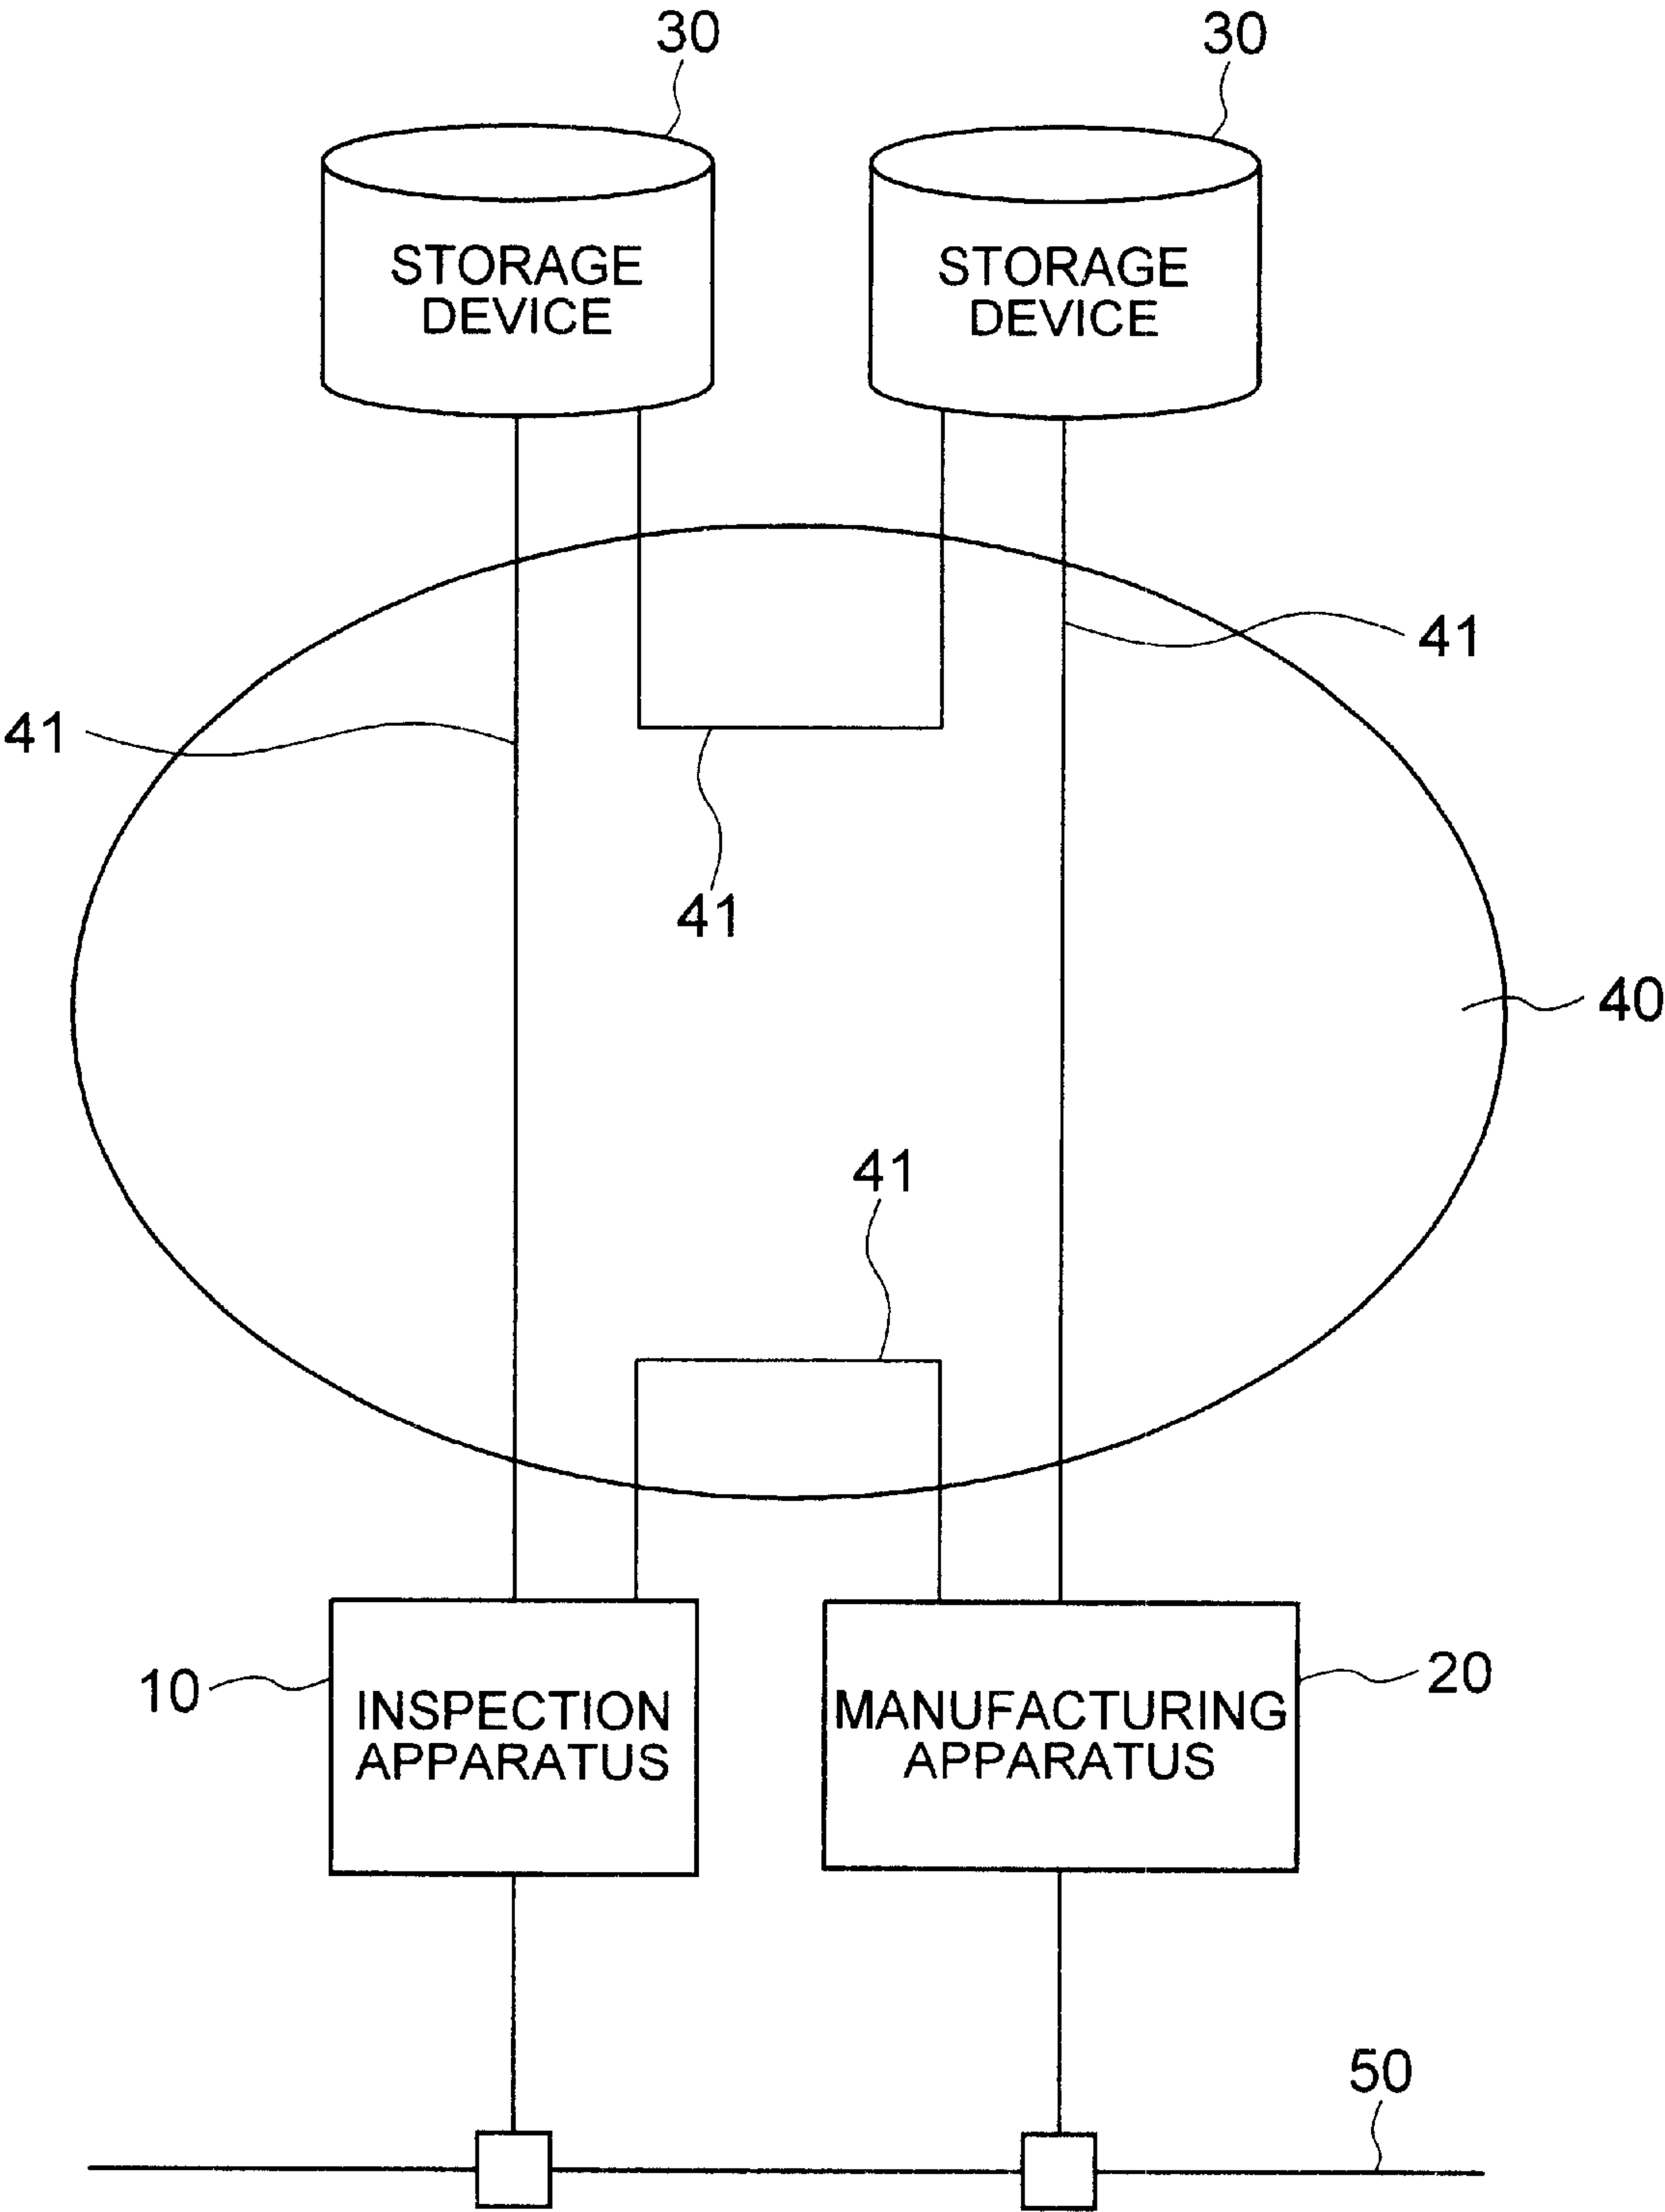 30
30
STORAGE
DEVICE
STORAGE
DEVICE
41
41
41
40
41
10
INSPECTION
APPARATUS
MANUFACTURING
APPARATUS
20
50